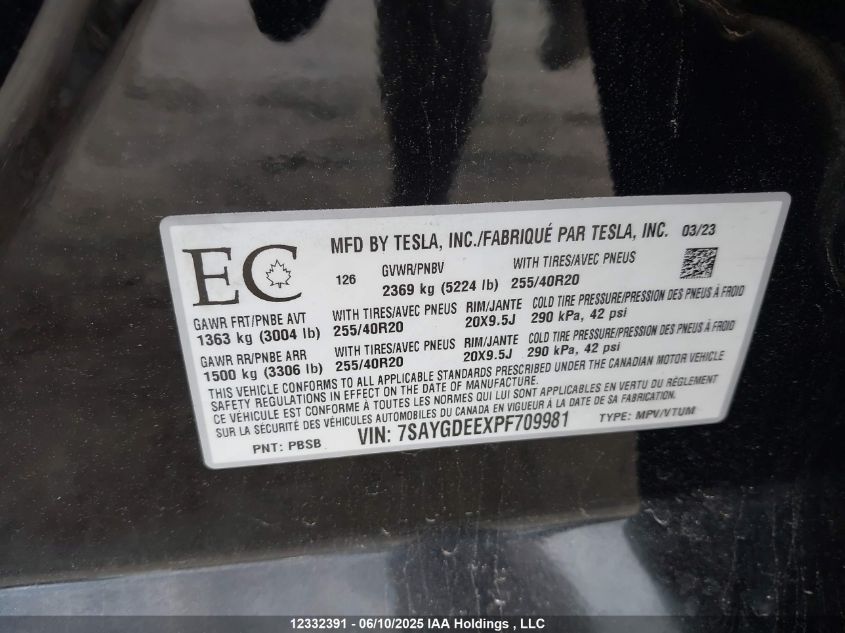 EC
MFD BY TESLA, INC./FABRIQUÉ PAR TESLA, INC. 03/23
126 GVWR/PNBV WITH TIRES/AVEC PNEUS
2369 kg (5224 lb) 255/40R20
GAWR FRT/PNBE AVT WITH TIRES/AVEC PNEUS RIM/JANTE COLD TIRE PRESSURE/PRESSION DES PNEUS À FROID
1363 kg (3004 lb) 255/40R20 20X9.5J 290 kPa, 42 psi
GAWR RR/PNBE ARR WITH TIRES/AVEC PNEUS RIM/JANTE COLD TIRE PRESSURE/PRESSION DES PNEUS À FROID
1500 kg (3306 lb) 255/40R20 20X9.5J 290 kPa, 42 psi
THIS VEHICLE CONFORMS TO ALL APPLICABLE STANDARDS PRESCRIBED UNDER THE CANADIAN MOTOR VEHICLE
SAFETY REGULATIONS IN EFFECT ON THE DATE OF MANUFACTURE.
CE VÉHICULE EST CONFORME À TOUTES LES NORMES QUI LUI SONT APPLICABLES EN VERTU DU RÈGLEMENT
SUR LA SÉCURITÉ DES VÉHICULES AUTOMOBILES DU CANADA EN VIGUEUR À LA DATE DE SA FABRICATION.
PNT: PBSB VIN: 7SAYGDEEXPF709981 TYPE: MPV/VTUM
12332391 - 06/10/2025 IAA Holdings , LLC